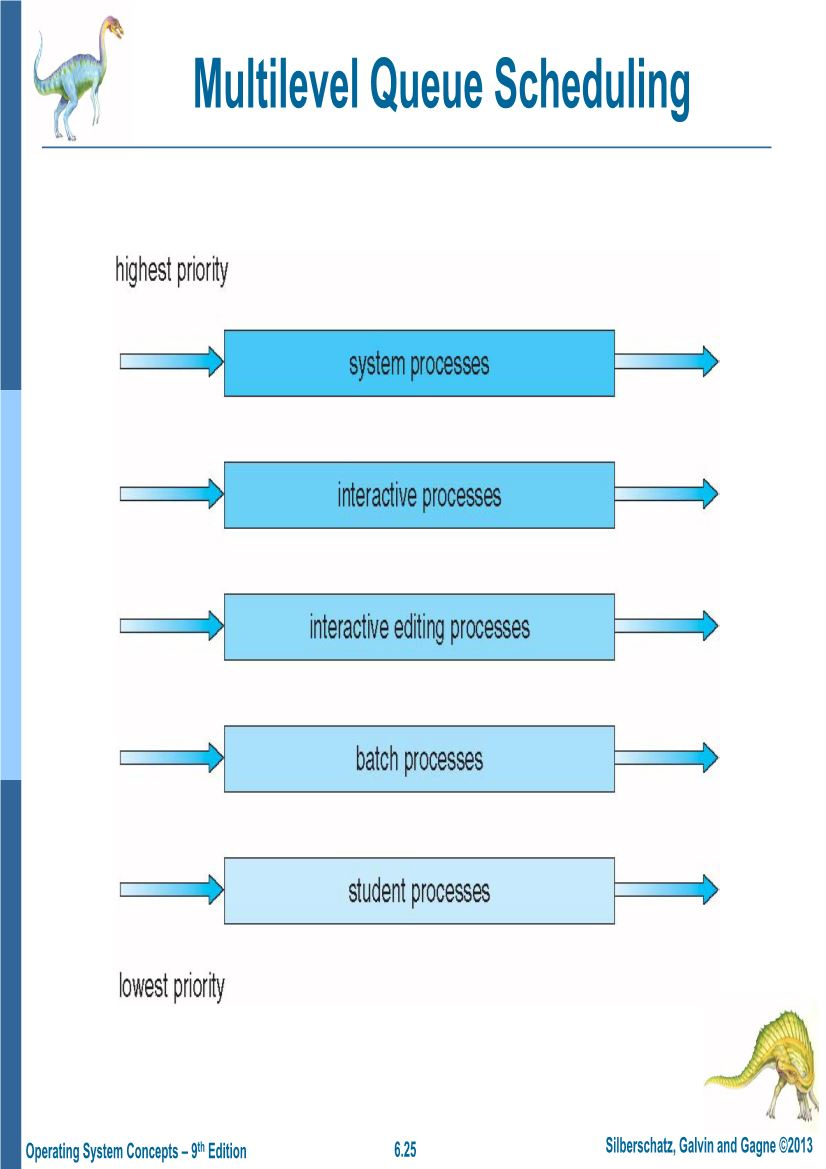 Multilevel Queue Scheduling
highest priority
system processes
interactive processes
interactive editing processes
batch processes
student processes
lowest priority
Operating System Concepts – 9th Edition
6.25
Silberschatz, Galvin and Gagne ©2013